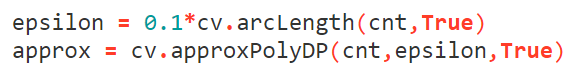 epsilon = 0.1*cv.arcLength(cnt,True)
approx = cv.approxPolyDP(cnt,epsilon,True)